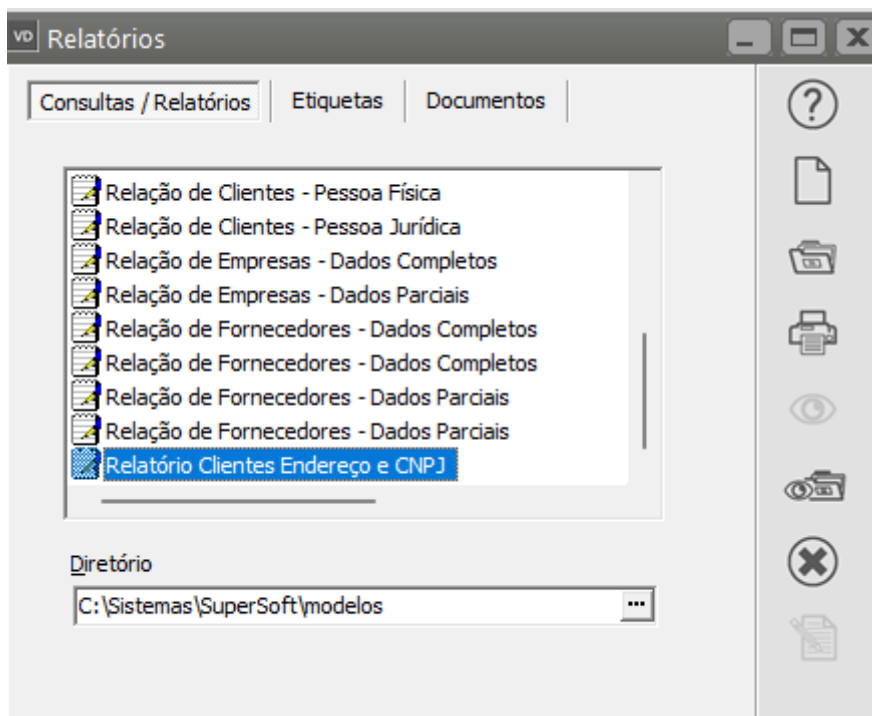 VD Relatórios
Consultas / Relatórios Etiquetas Documentos
Relação de Clientes - Pessoa Física
Relação de Clientes - Pessoa Jurídica
Relação de Empresas - Dados Completos
Relação de Empresas - Dados Parciais
Relação de Fornecedores - Dados Completos
Relação de Fornecedores - Dados Completos
Relação de Fornecedores - Dados Parciais
Relação de Fornecedores - Dados Parciais
Relatório Clientes Endereço e CNPJ
Diretório
C:\Sistemas\SuperSoft\modelos ...